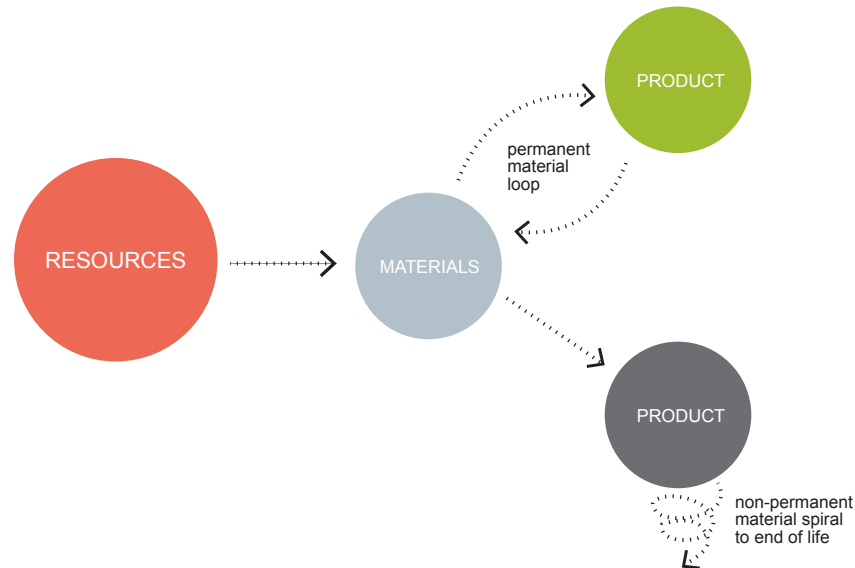 PRODUCT
permanent
material
loop
RESOURCES
MATERIALS
PRODUCT
non-permanent
material spiral
to end of life